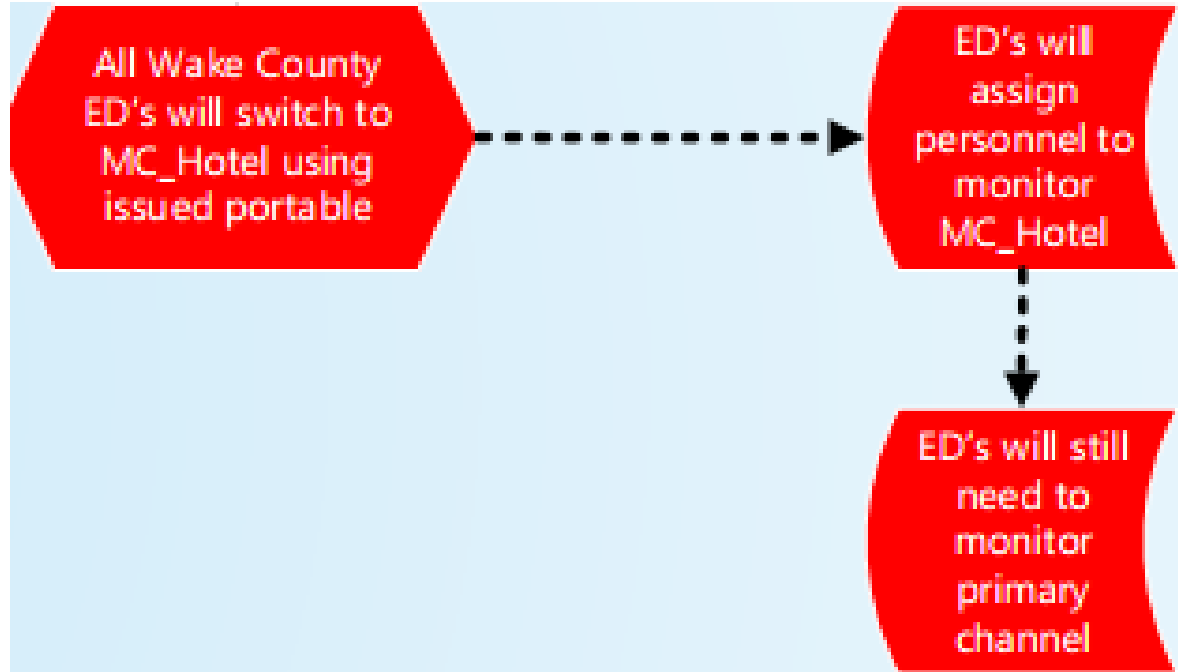 All Wake County
ED's will switch to
MC_Hotel using
issued portable
ED's will
assign
personnel to
monitor
MC_Hotel
ED's will still
need to
monitor
primary
channel